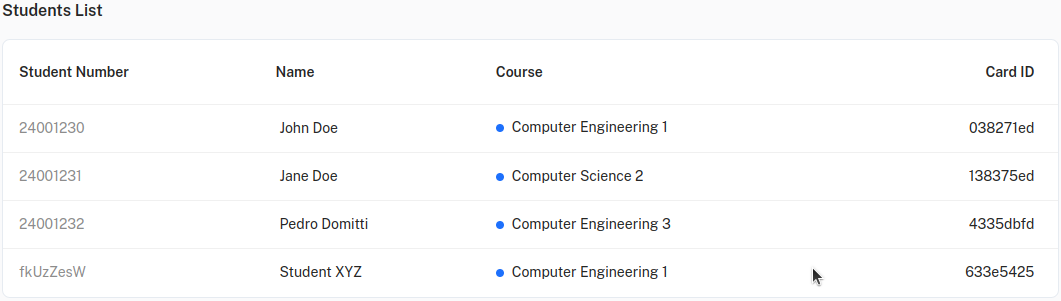 Students List
Student Number Name Course Card ID
24001230 John Doe Computer Engineering 1 038271ed
24001231 Jane Doe Computer Science 2 138375ed
24001232 Pedro Domitti Computer Engineering 3 4335dbfd
fkUzZesW Student XYZ Computer Engineering 1 633e5425